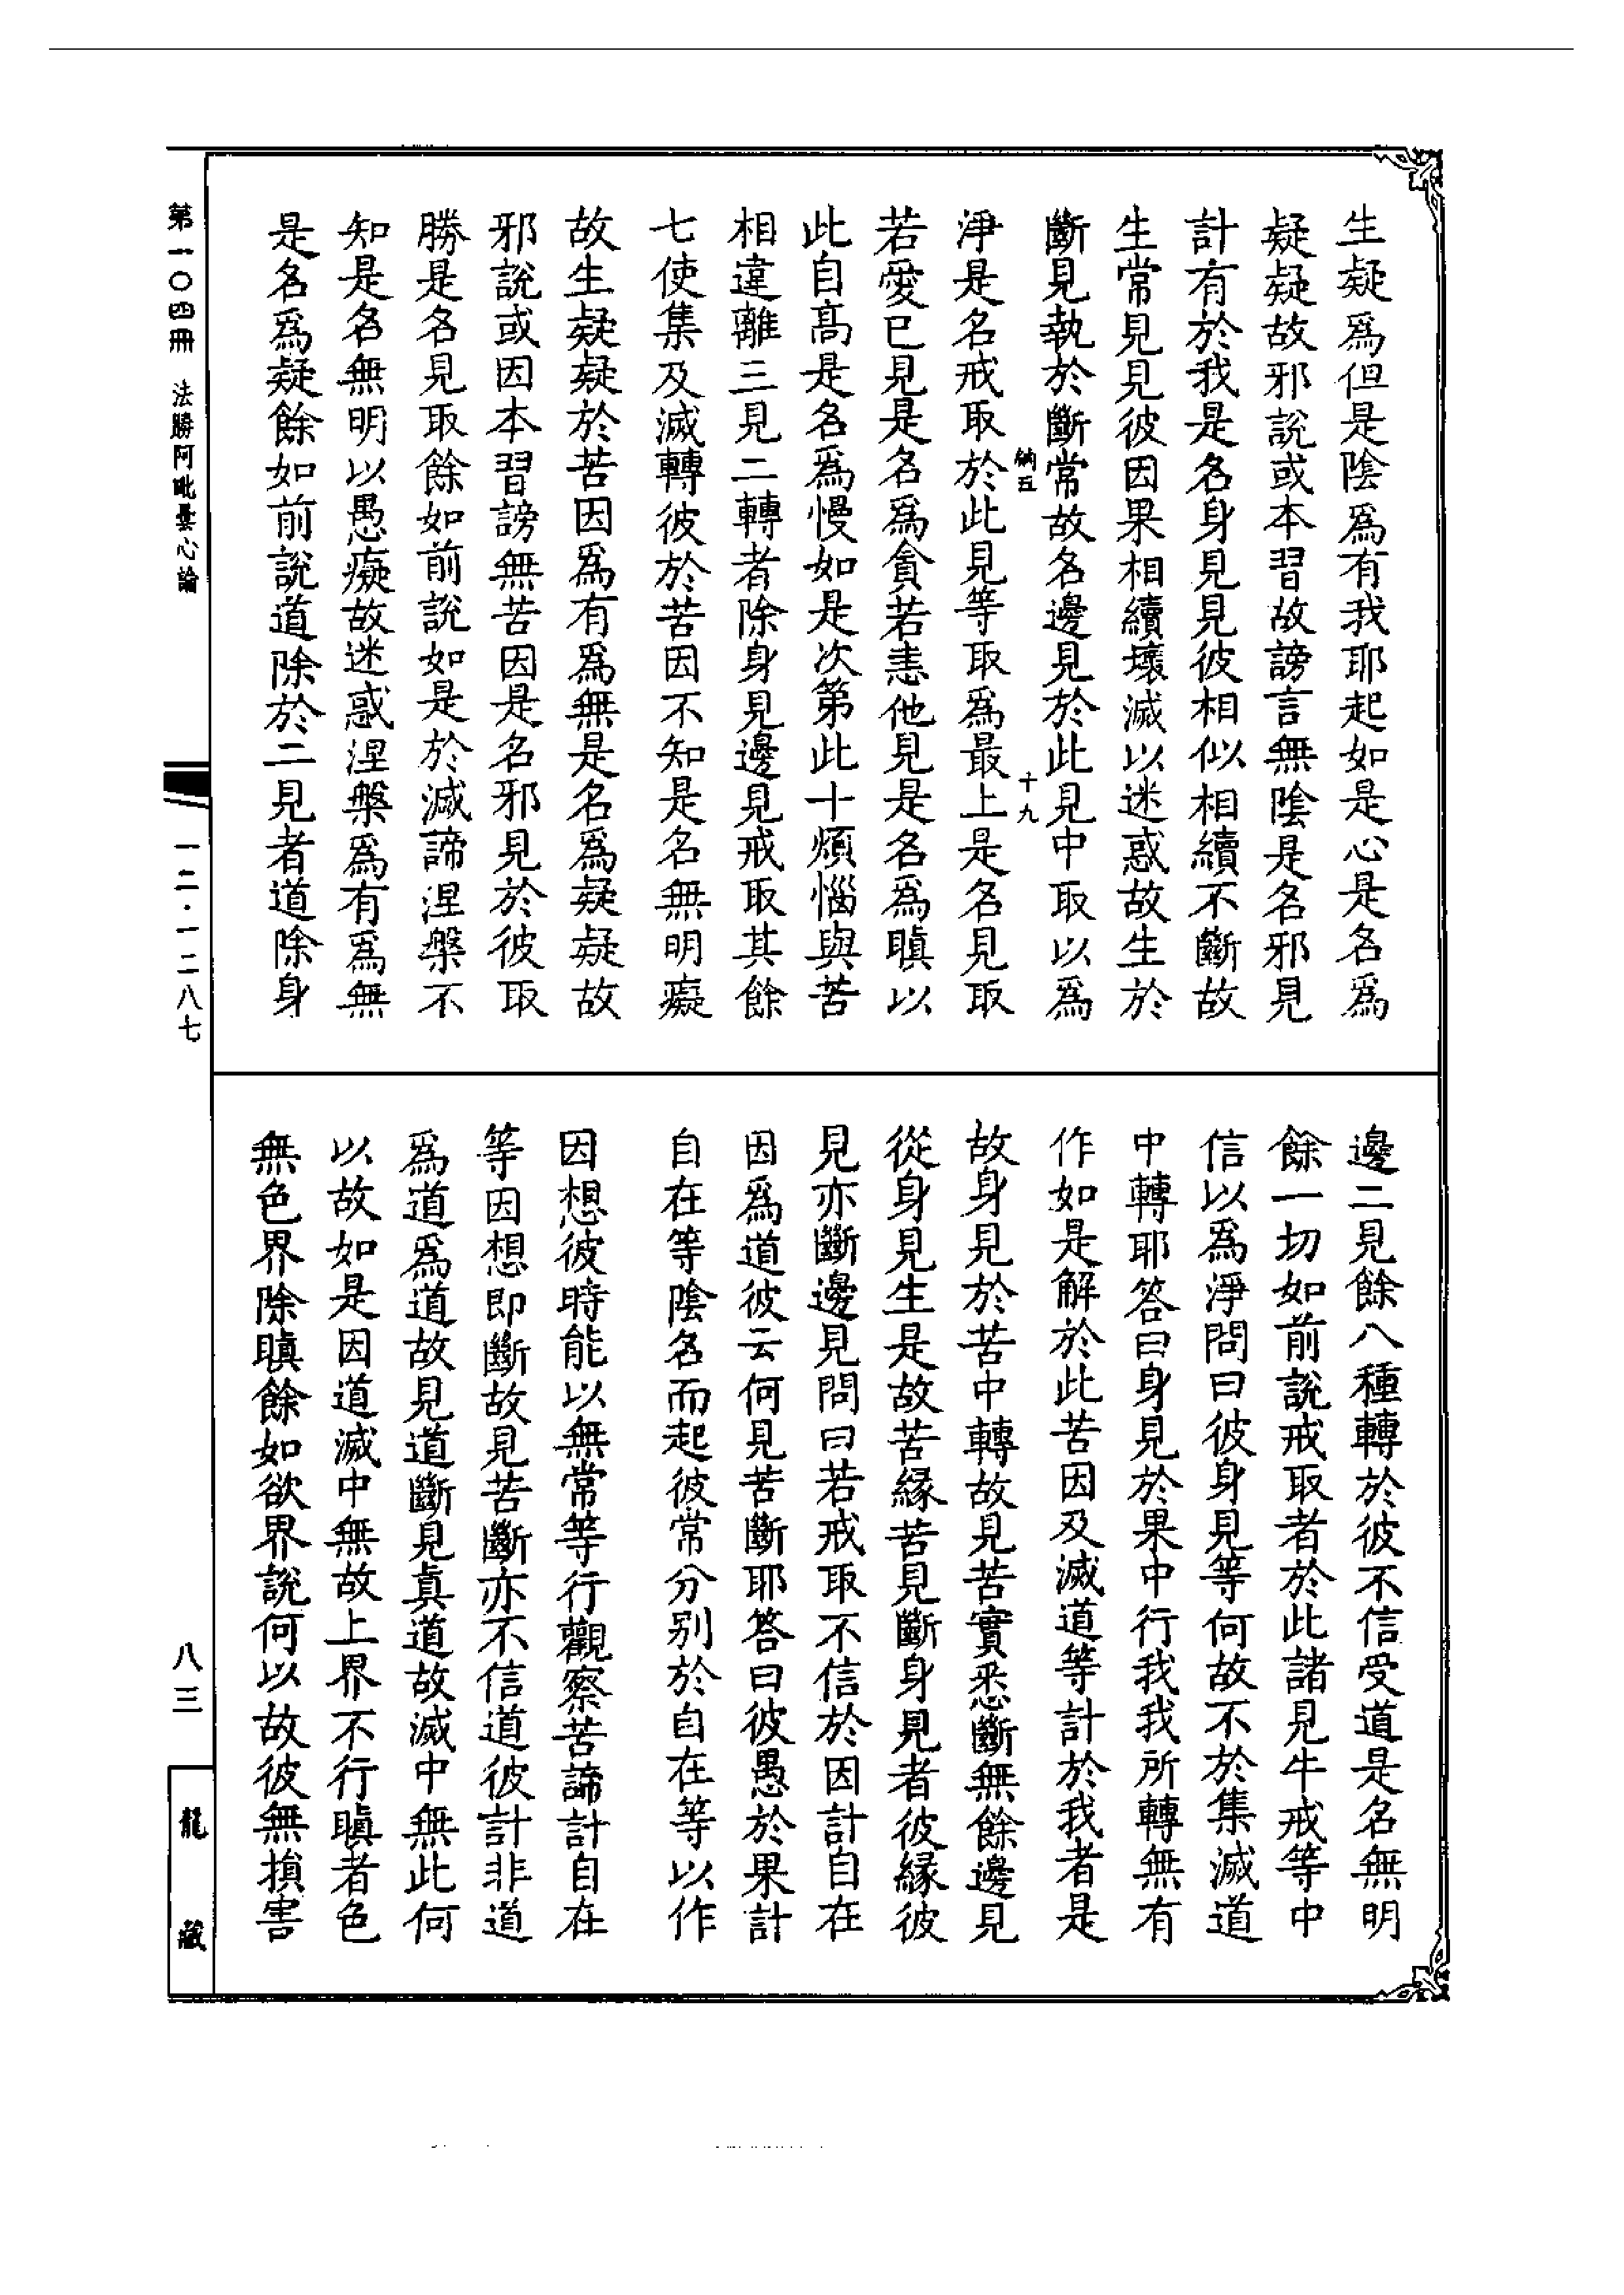 生疑爲但是陰爲有我耶起如是心是名爲
疑疑故邪說或本習故謗言無陰是名邪見
計有於我是名身見見彼相似相續不斷故
生常見見彼因果相續壞滅以迷惑故生於
斷見執於斷常故名邊見於此見中取以爲
納五
十九
淨是名戒取於此見等取爲最上是名見取
若愛已見是名爲貪若恚他見是名爲瞋以
此自高是名爲慢如是次第此十煩惱與苦
相違離三見二轉者除身見邊見戒取其餘
七使集及滅轉彼於苦因不知是名無明癡
故生疑疑於苦因爲有爲無是名爲疑疑故
邪說或因本習謗無苦因是名邪見於彼取
勝是名見取餘如前說如是於滅諦涅槃不
知是名無明以愚癡故迷惑涅槃爲有爲無
是名爲疑餘如前說道除於二見者道除身
邊二見餘八種轉於彼不信受道是名無明
餘一切如前說戒取者於此諸見牛戒等中
信以爲淨問曰彼身見等何故不於集滅道
中轉耶答曰身見於果中行我我所轉無有
作如是解於此苦因及滅道等計於我者是
故身見於苦中轉故見苦實悉斷無餘邊見
從身見生是故苦緣苦見斷身見者彼緣彼
見亦斷邊見問曰若戒取不信於因計自在
因爲道彼云何見苦斷耶答曰彼愚於果計
自在等陰名而起彼常分别於自在等以作
因想彼時能以無常等行觀察苦諦計自在
等因想即斷故見苦斷亦不信道彼計非道
爲道爲道故見道斷見眞道故滅中無此何
以故如是因道滅中無故上界不行瞋者色
無色界除瞋餘如欲界說何以故彼無損害
第一〇四冊 法勝阿毗曇心論
一二·一二八七
八三
龍藏